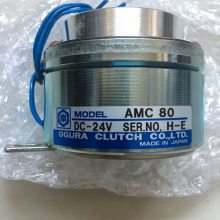 MODEL AMC 80
DC-24V SER.NO. H-E
OGURA CLUTCH CO.,LTD.
MADE IN JAPAN